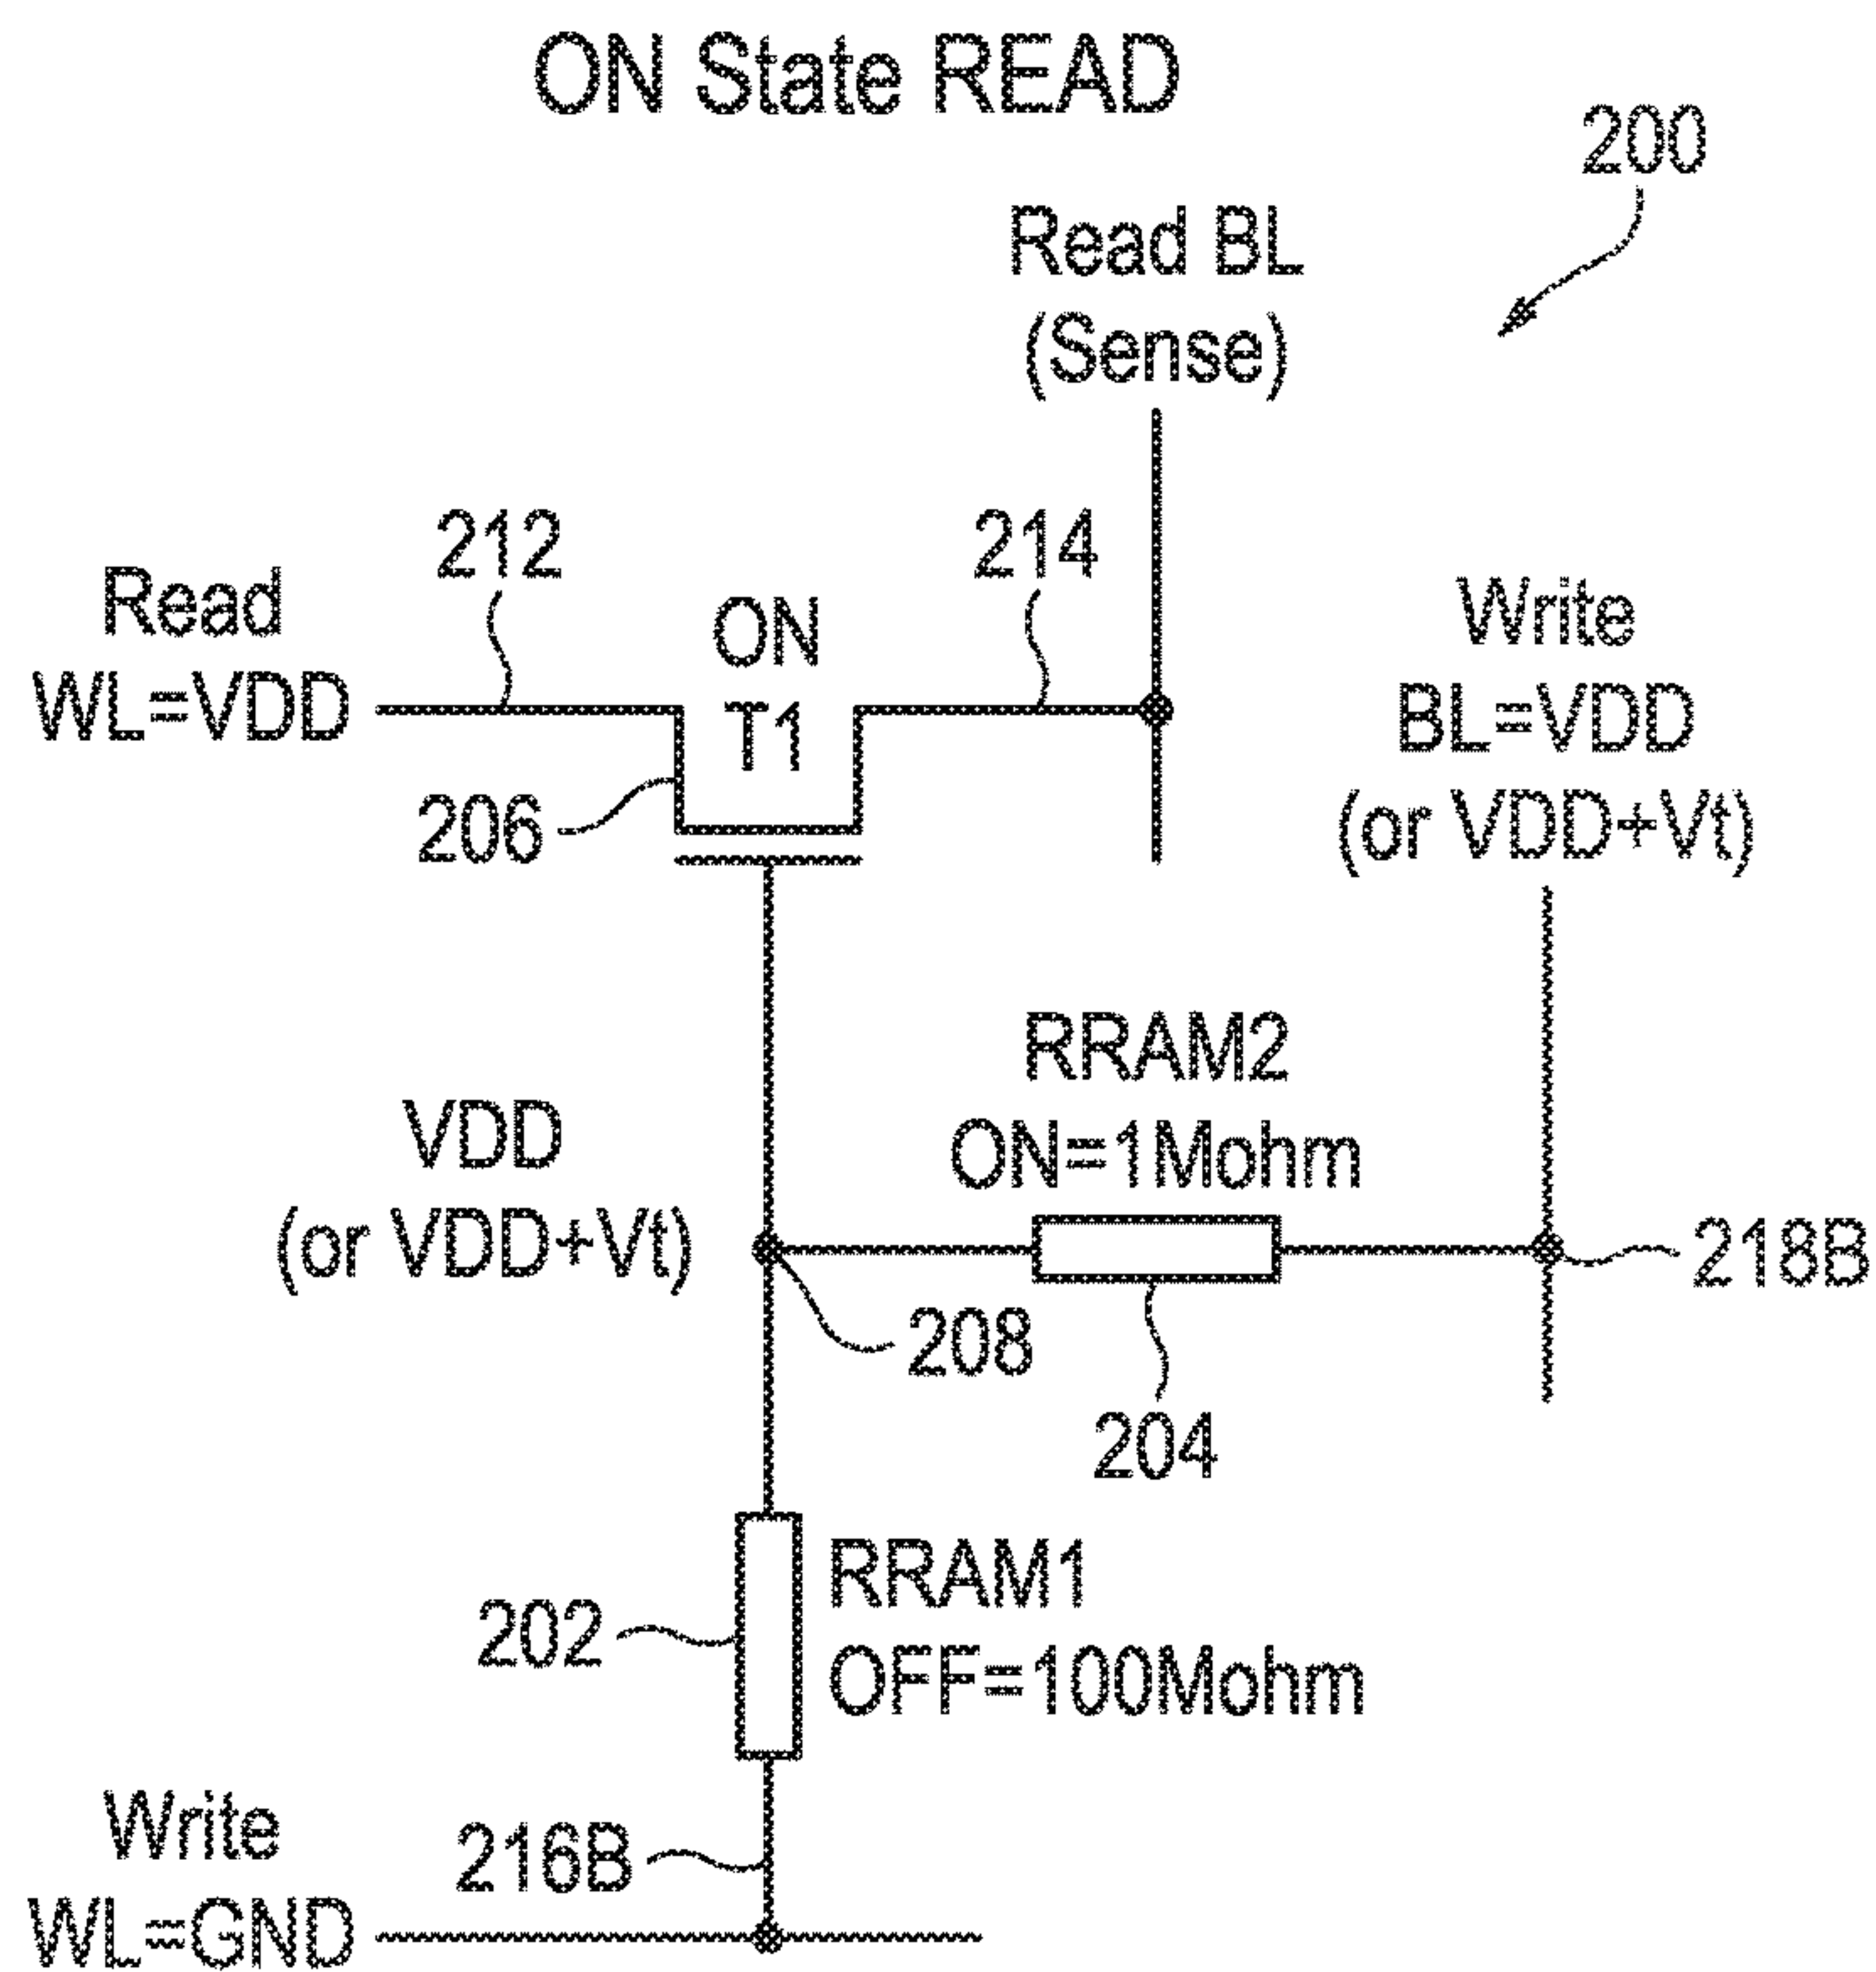 ON State READ
200
Read BL
(Sense)
212
214
Read
WL=VDD
ON
T1
206
Write
BL=VDD
(or VDD+Vt)
RRAM2
ON=1Mohm
VDD
(or VDD+Vt)
218B
208
204
RRAM1
OFF=100Mohm
202
Write
WL=GND
216B